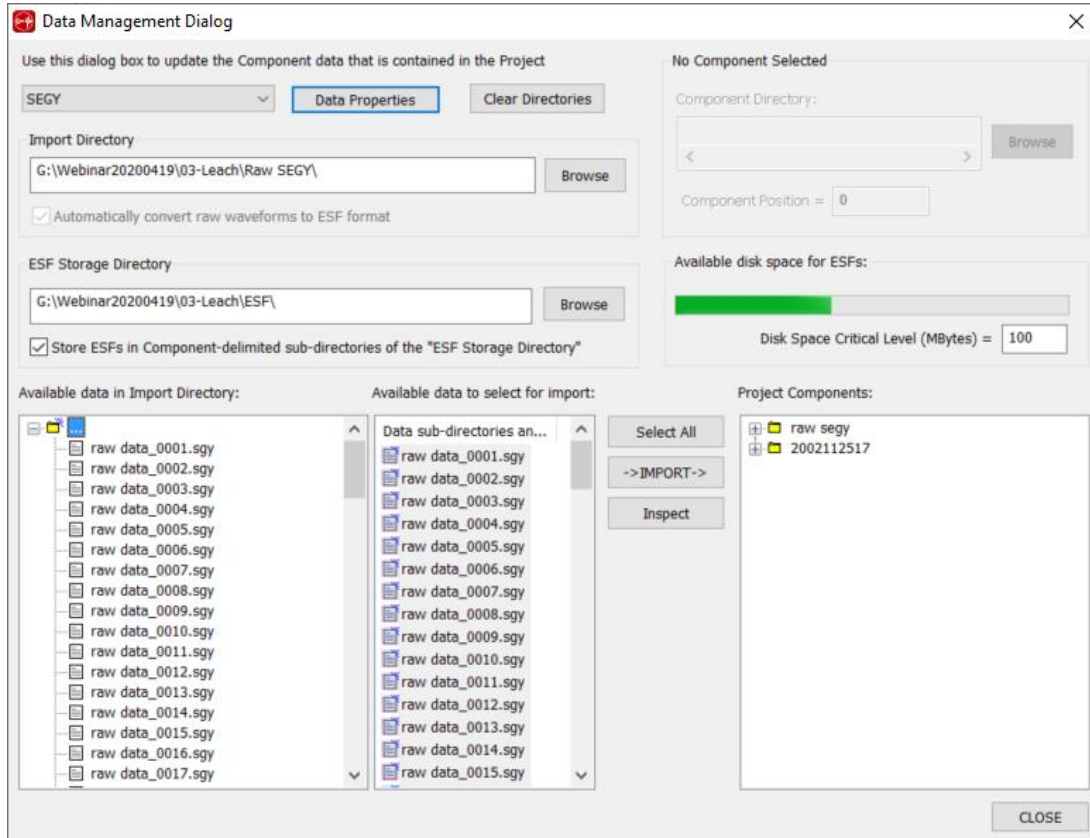 Data Management Dialog
Use this dialog box to update the Component data that is contained in the Project
SEGY
Data Properties
Clear Directories
Import Directory
G:\Webinar20200419\03-Leach\Raw SEGY\
Browse
Automatically convert raw waveforms to ESF format
ESF Storage Directory
G:\Webinar20200419\03-Leach\ESF\
Browse
Store ESFs in Component-delimited sub-directories of the "ESF Storage Directory"
No Component Selected
Component Directory:
Browse
Component Position = 0
Available disk space for ESFs:
Disk Space Critical Level (MBytes) = 100
Available data in Import Directory:
...
raw data_0001.sgy
raw data_0002.sgy
raw data_0003.sgy
raw data_0004.sgy
raw data_0005.sgy
raw data_0006.sgy
raw data_0007.sgy
raw data_0008.sgy
raw data_0009.sgy
raw data_0010.sgy
raw data_0011.sgy
raw data_0012.sgy
raw data_0013.sgy
raw data_0014.sgy
raw data_0015.sgy
raw data_0016.sgy
raw data_0017.sgy
Available data to select for import:
Data sub-directories an...
raw data_0001.sgy
raw data_0002.sgy
raw data_0003.sgy
raw data_0004.sgy
raw data_0005.sgy
raw data_0006.sgy
raw data_0007.sgy
raw data_0008.sgy
raw data_0009.sgy
raw data_0010.sgy
raw data_0011.sgy
raw data_0012.sgy
raw data_0013.sgy
raw data_0014.sgy
raw data_0015.sgy
Select All
->IMPORT->
Inspect
Project Components:
raw segy
2002112517
CLOSE